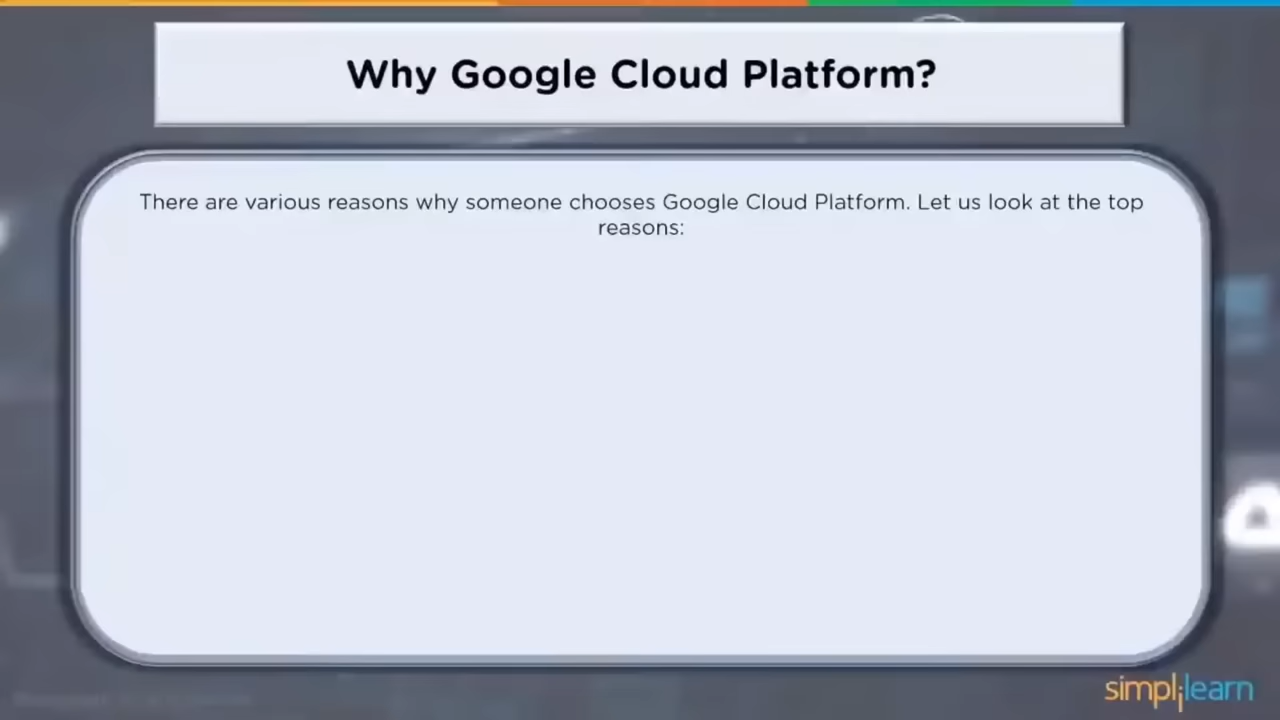 Why Google Cloud Platform?
There are various reasons why someone chooses Google Cloud Platform. Let us look at the top
reasons:
simplilearn